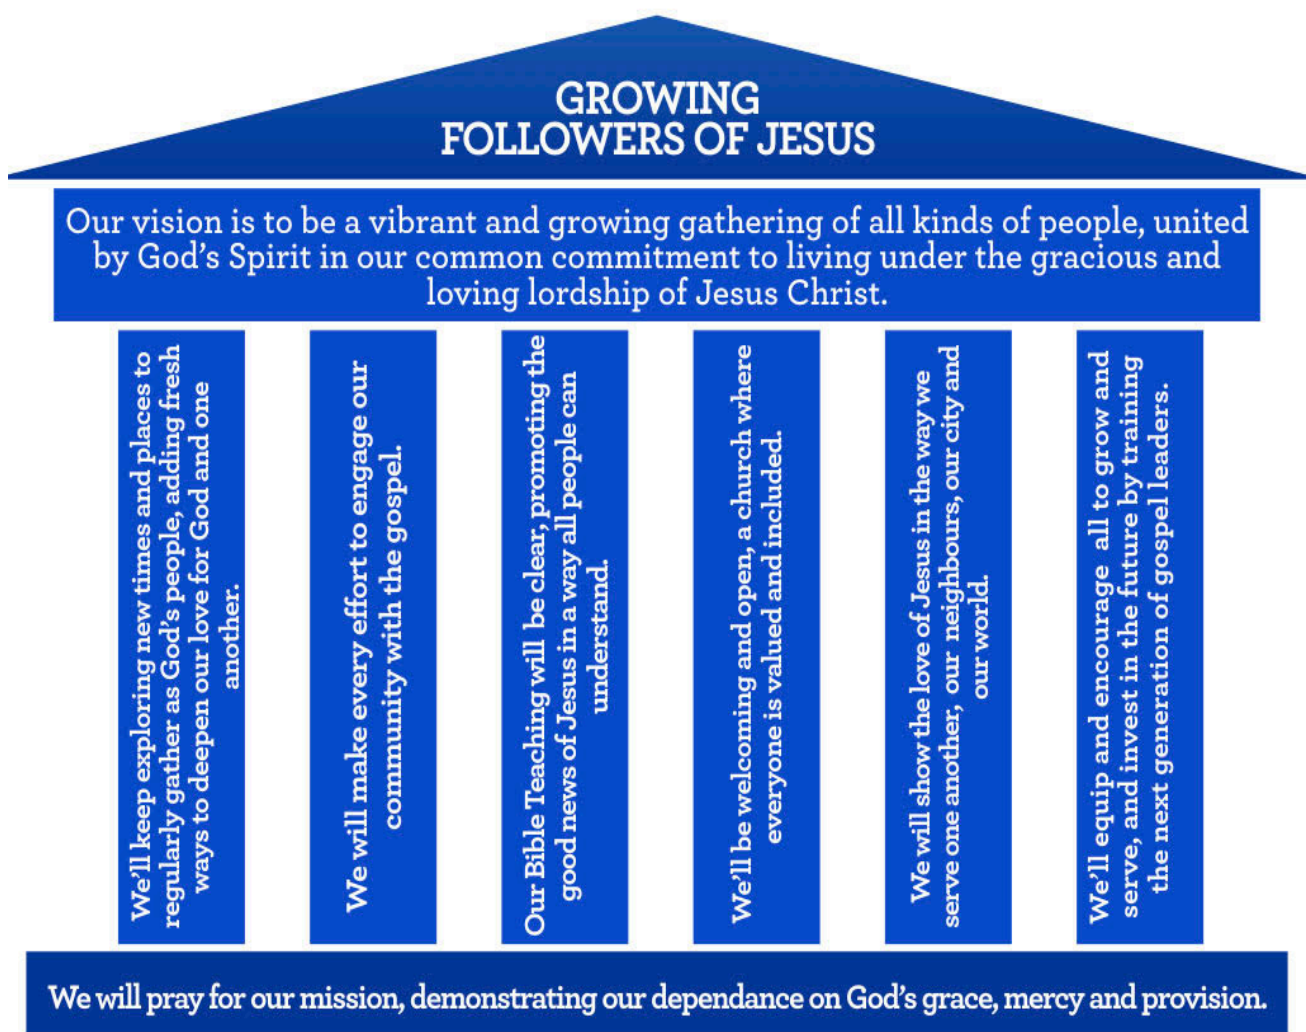 GROWING
FOLLOWERS OF JESUS
Our vision is to be a vibrant and growing gathering of all kinds of people, united
by God's Spirit in our common commitment to living under the gracious and
loving lordship of Jesus Christ.
We'll keep exploring new times and places to
regularly gather as God's people, adding fresh
ways to deepen our love for God and one
another.
We will make every effort to engage our
community with the gospel.
Our Bible Teaching will be clear, promoting the
good news of Jesus in a way all people can
understand.
We'll be welcoming and open, a church where
everyone is valued and included.
We will show the love of Jesus in the way we
serve one another, our neighbours, our city and
our world.
We'll equip and encourage all to grow and
serve, and invest in the future by training
the next generation of gospel leaders.
We will pray for our mission, demonstrating our dependance on God's grace, mercy and provision.